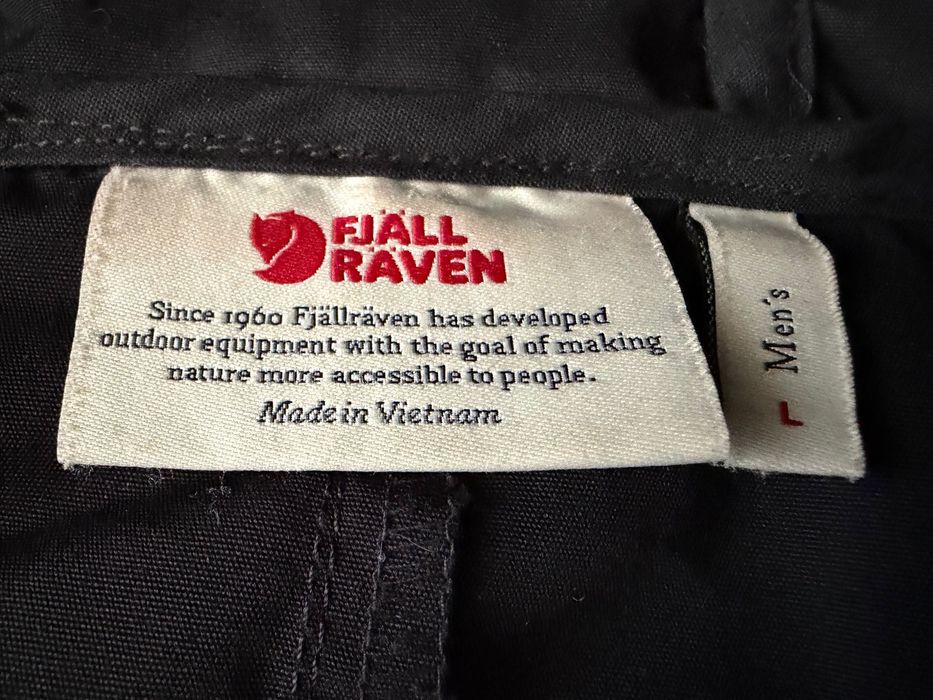 FJÄLL
RÄVEN
Since 1960 Fjällräven has developed
outdoor equipment with the goal of making
nature more accessible to people.
Made in Vietnam
Men's
L